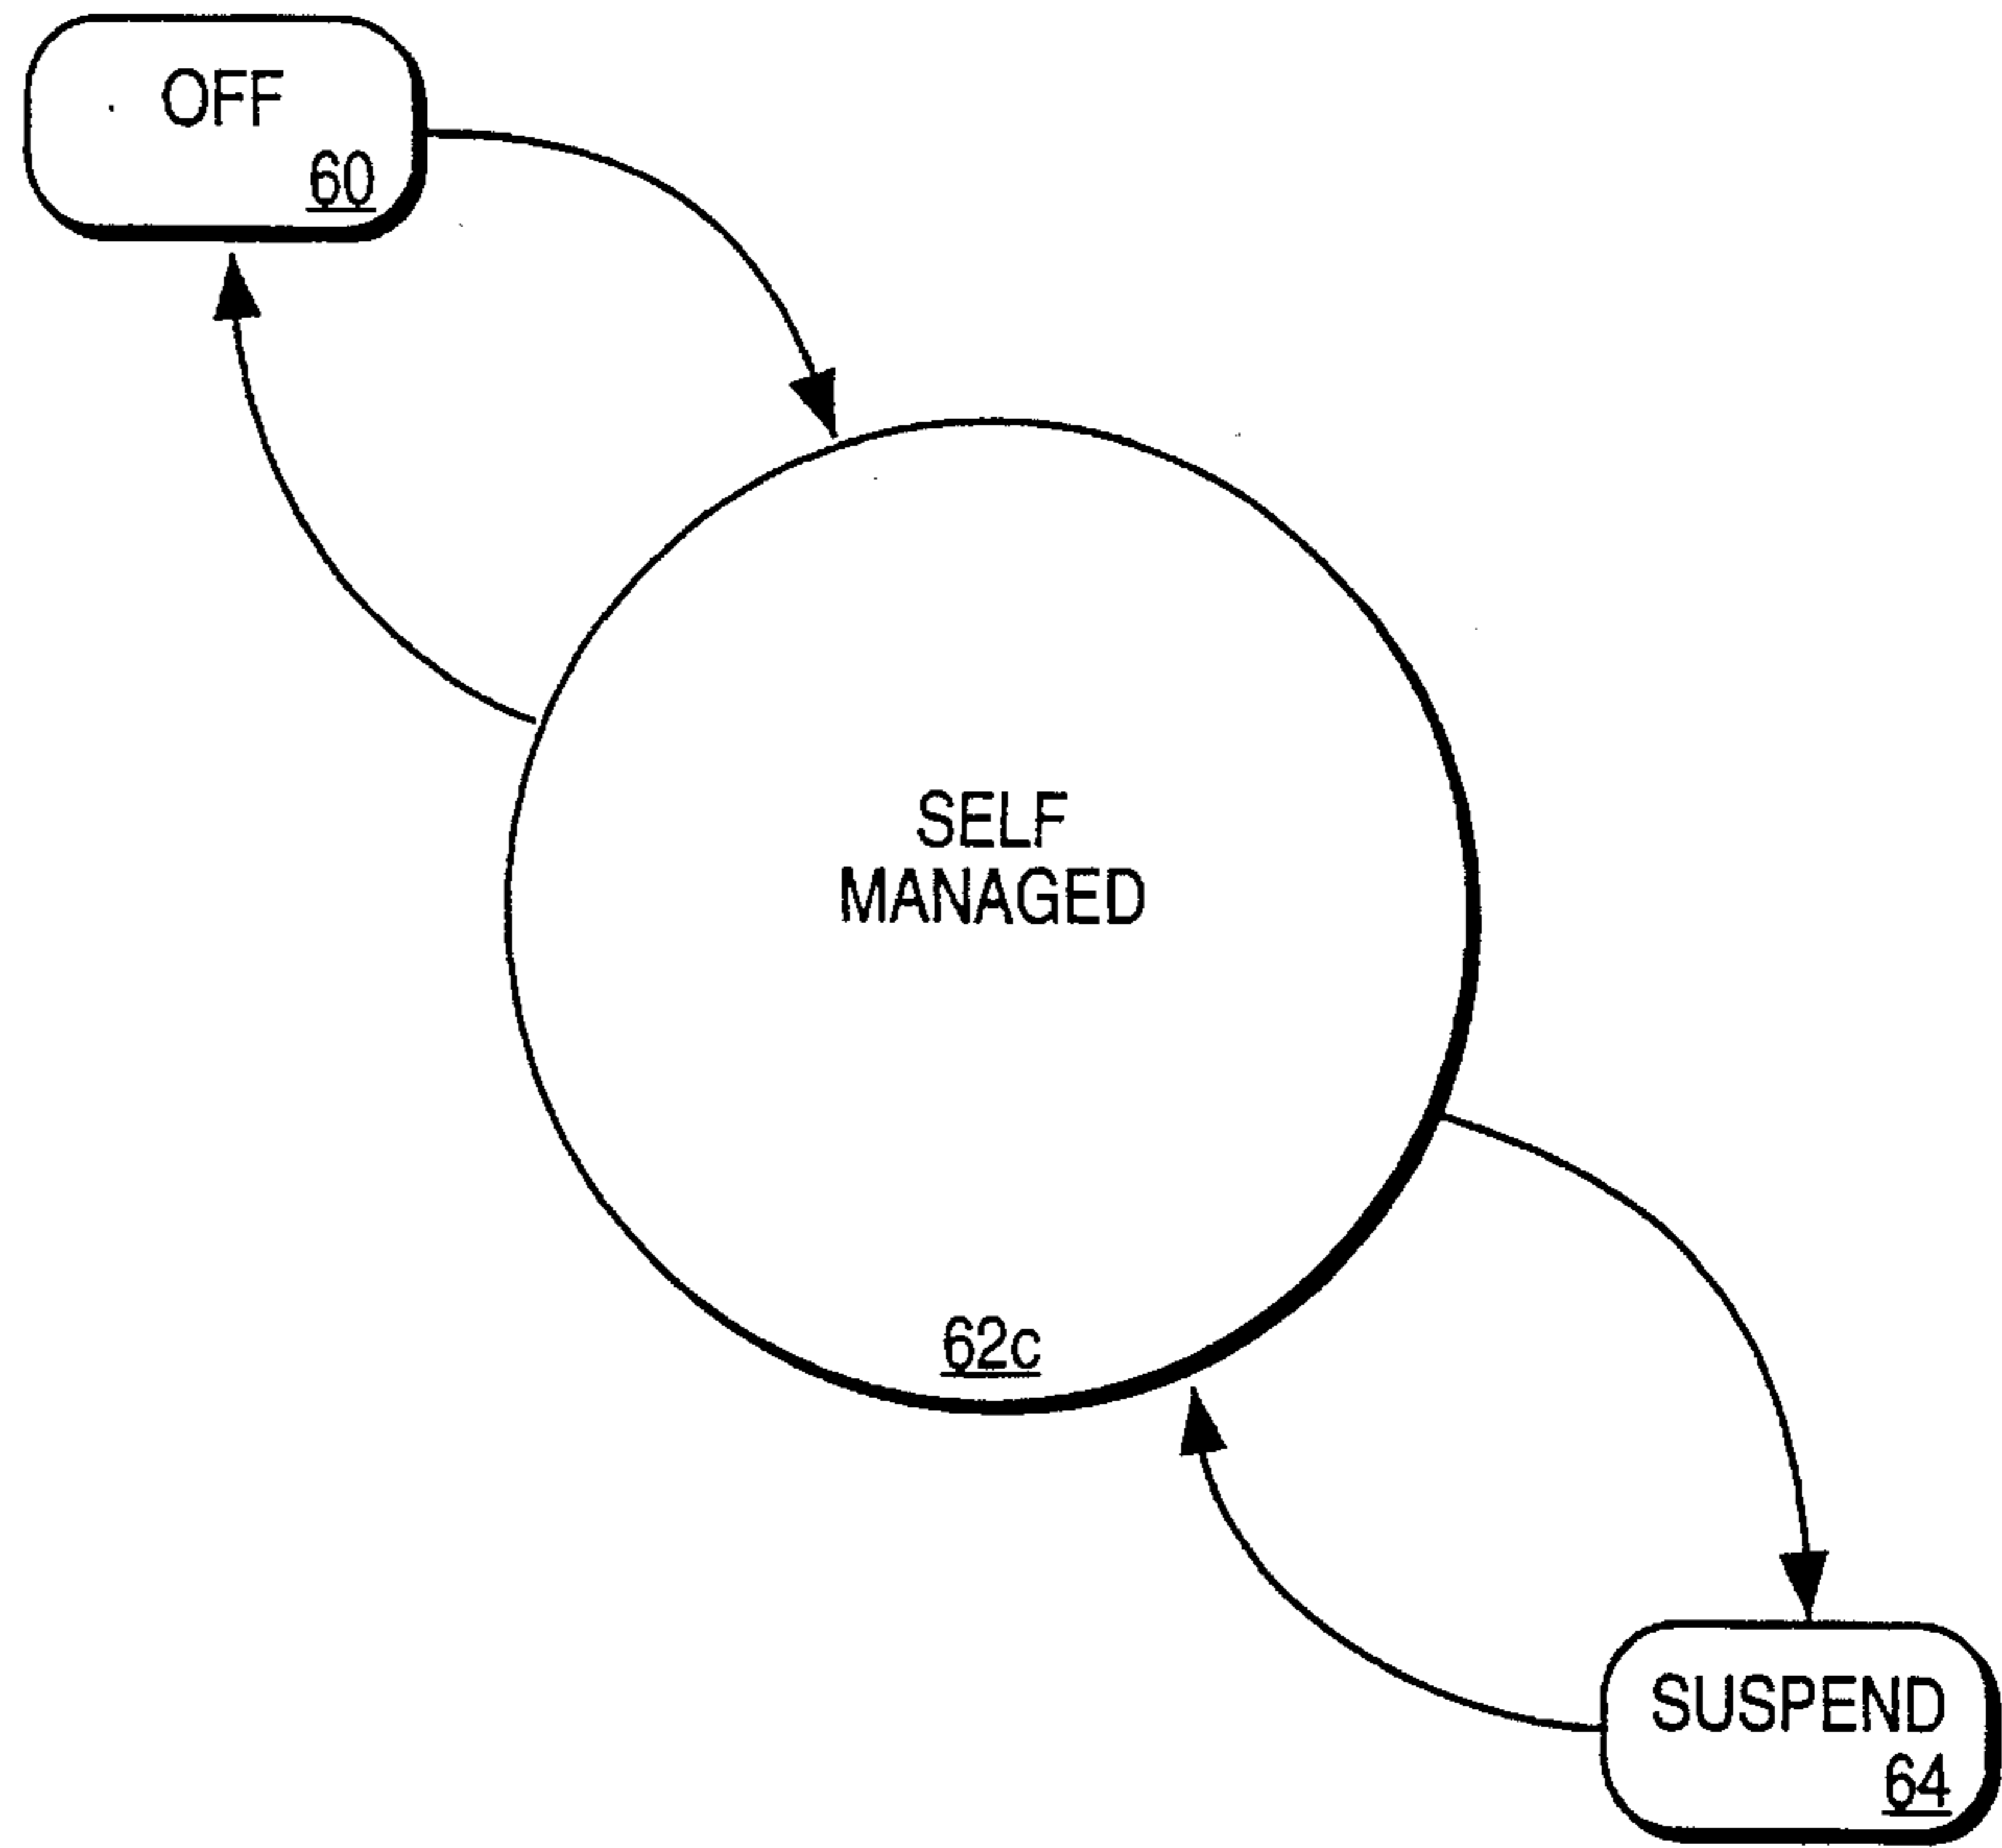 OFF
60
SELF
MANAGED
62c
SUSPEND
64